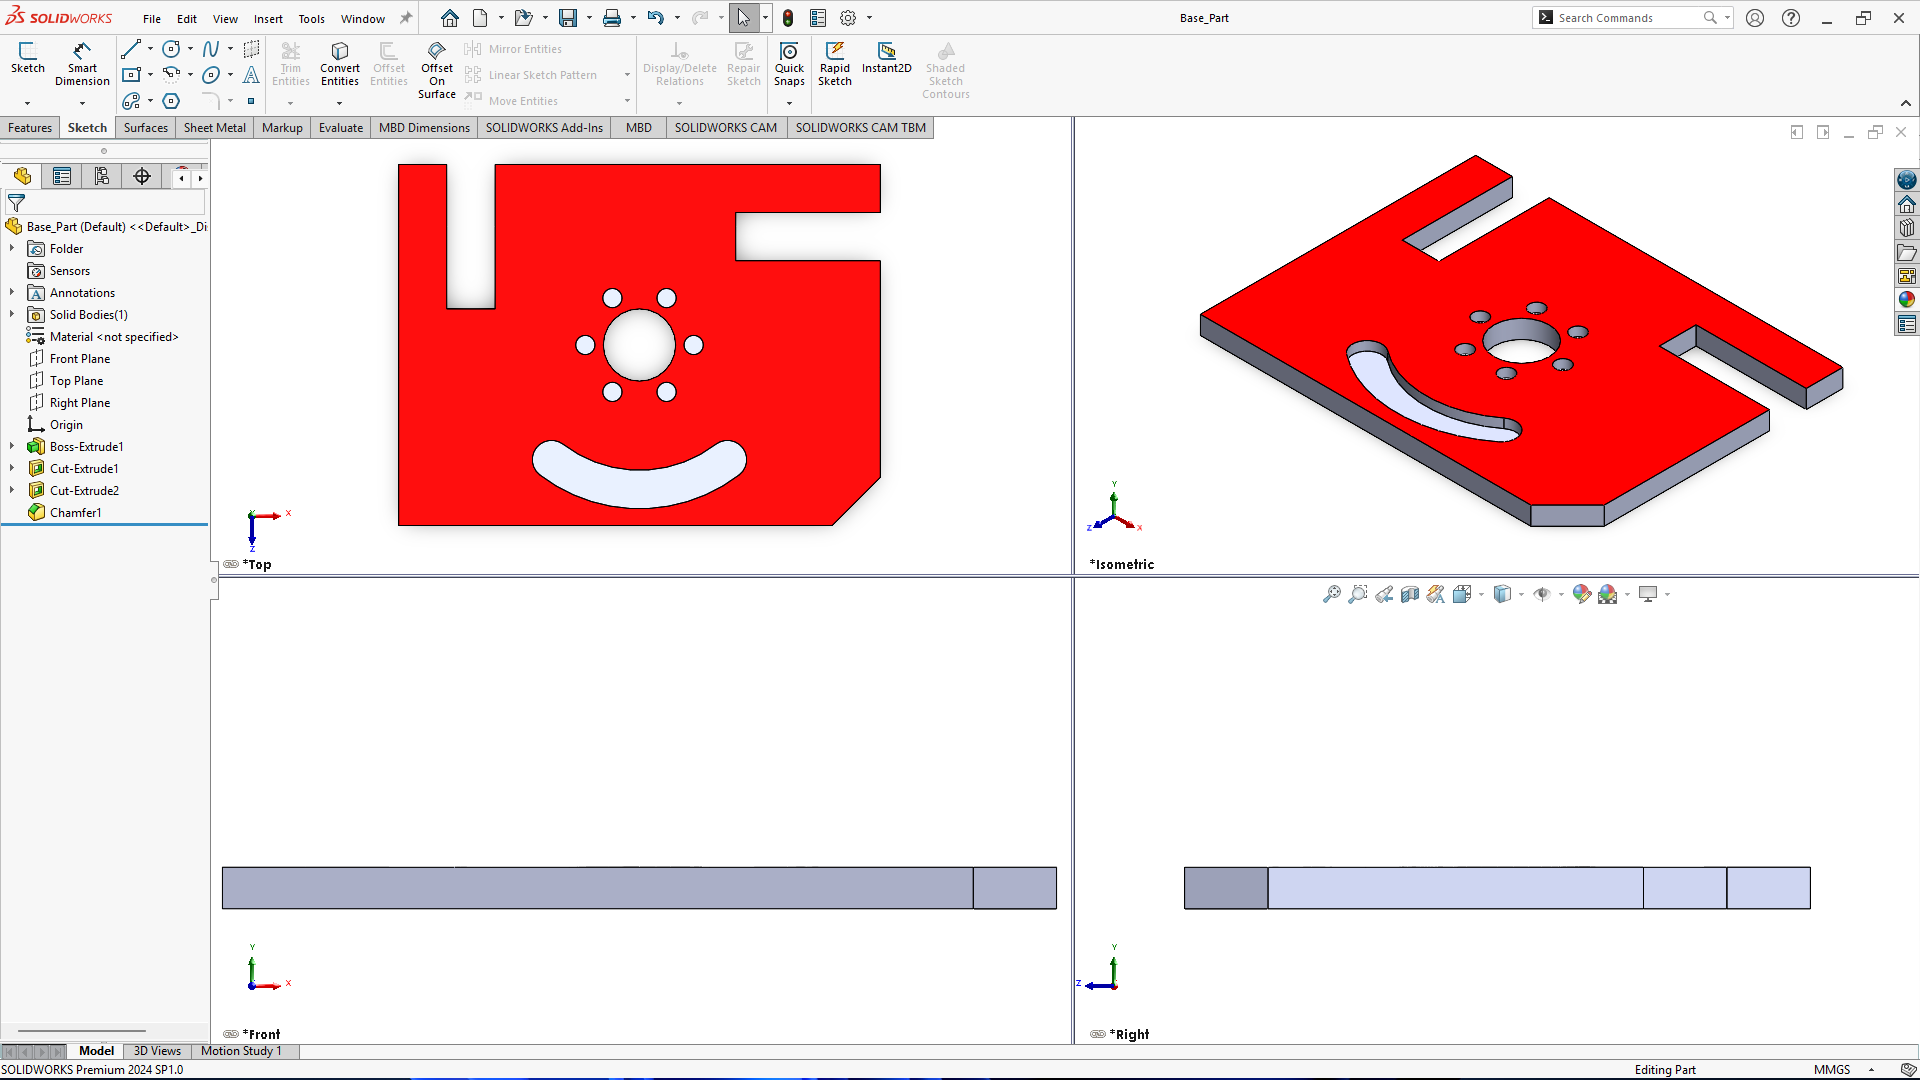 SOLIDWORKS File Edit View Insert Tools Window Base_Part Search Commands
Sketch Smart Dimension Trim Entities Convert Entities Offset Entities Offset On Surface Mirror Entities Linear Sketch Pattern Move Entities Display/Delete Relations Repair Sketch Quick Snaps Rapid Sketch Instant2D Shaded Sketch Contours
Features Sketch Surfaces Sheet Metal Markup Evaluate MBD Dimensions SOLIDWORKS Add-Ins MBD SOLIDWORKS CAM SOLIDWORKS CAM TBM
Base_Part (Default) <<Default>_Di
Folder
Sensors
A Annotations
Solid Bodies(1)
Material <not specified>
Front Plane
Top Plane
Right Plane
Origin
Boss-Extrude1
Cut-Extrude1
Cut-Extrude2
Chamfer1
Y X Z
*Top
Y Z X
*Isometric
Y X
*Front
Y Z
*Right
Model 3D Views Motion Study 1
SOLIDWORKS Premium 2024 SP1.0 Editing Part MMGS